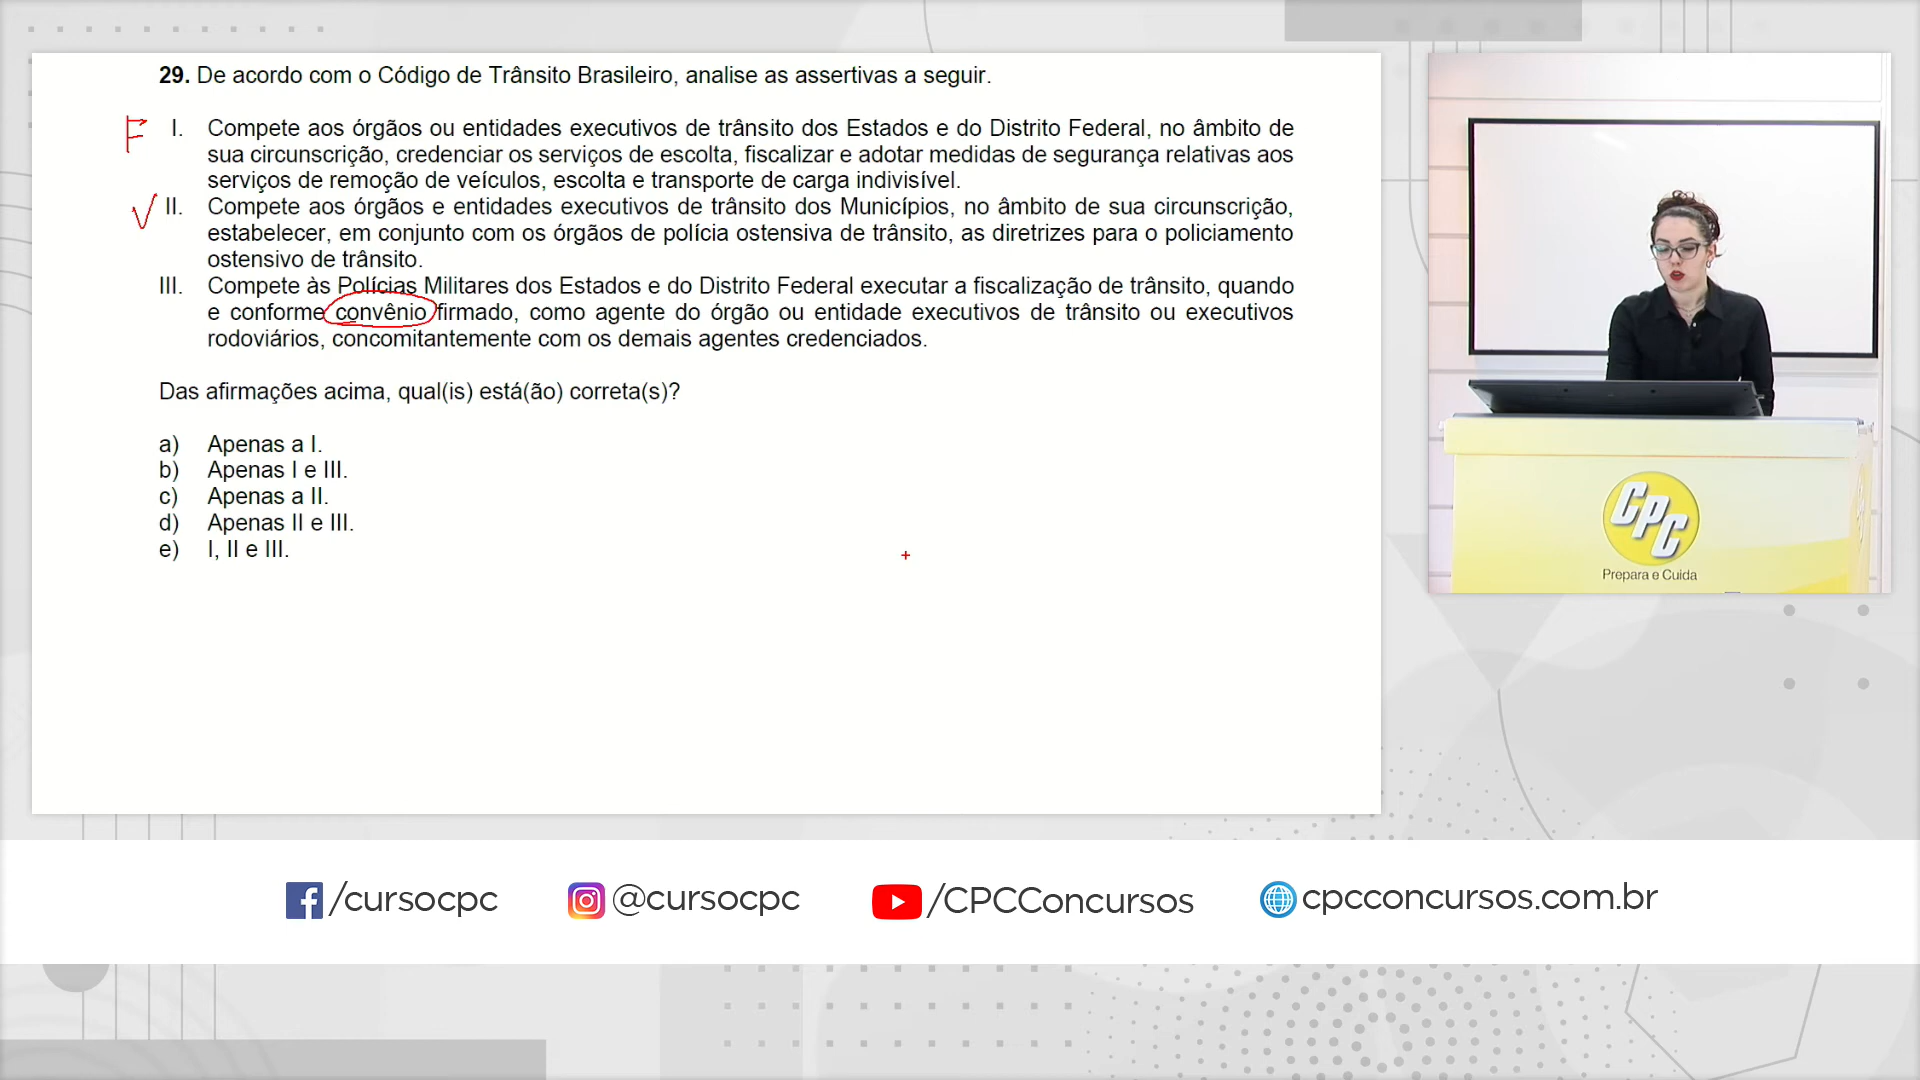 29. De acordo com o Código de Trânsito Brasileiro, analise as assertivas a seguir.
F I. Compete aos órgãos ou entidades executivos de trânsito dos Estados e do Distrito Federal, no âmbito de
sua circunscrição, credenciar os serviços de escolta, fiscalizar e adotar medidas de segurança relativas aos
serviços de remoção de veículos, escolta e transporte de carga indivisível.
V II. Compete aos órgãos e entidades executivos de trânsito dos Municípios, no âmbito de sua circunscrição,
estabelecer, em conjunto com os órgãos de polícia ostensiva de trânsito, as diretrizes para o policiamento
ostensivo de trânsito.
III. Compete às Polícias Militares dos Estados e do Distrito Federal executar a fiscalização de trânsito, quando
e conforme convênio firmado, como agente do órgão ou entidade executivos de trânsito ou executivos
rodoviários, concomitantemente com os demais agentes credenciados.
Das afirmações acima, qual(is) está(ão) correta(s)?
a) Apenas a I.
b) Apenas I e III.
c) Apenas a II.
d) Apenas II e III.
e) I, II e III.
CPC
Prepara e Cuida
/cursocpc @cursocpc /CPCConcursos cpcconcursos.com.br